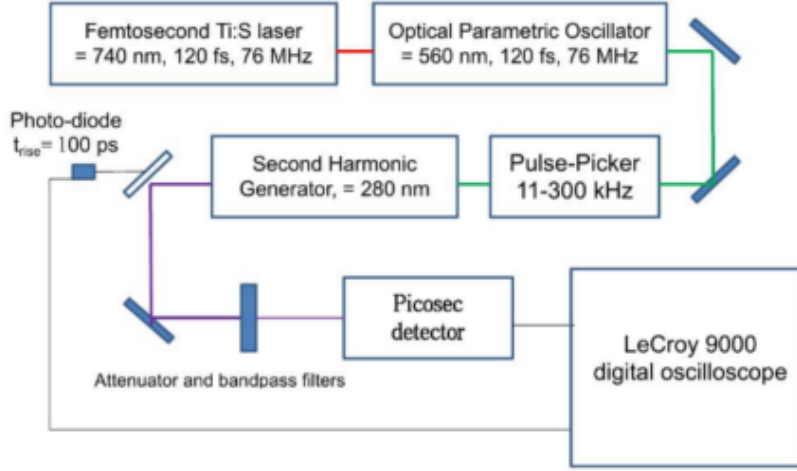 Femtosecond Ti:S laser
= 740 nm, 120 fs, 76 MHz
Optical Parametric Oscillator
= 560 nm, 120 fs, 76 MHz
Photo-diode
trise= 100 ps
Second Harmonic
Generator, = 280 nm
Pulse-Picker
11-300 kHz
Picosec
detector
LeCroy 9000
digital oscilloscope
Attenuator and bandpass filters